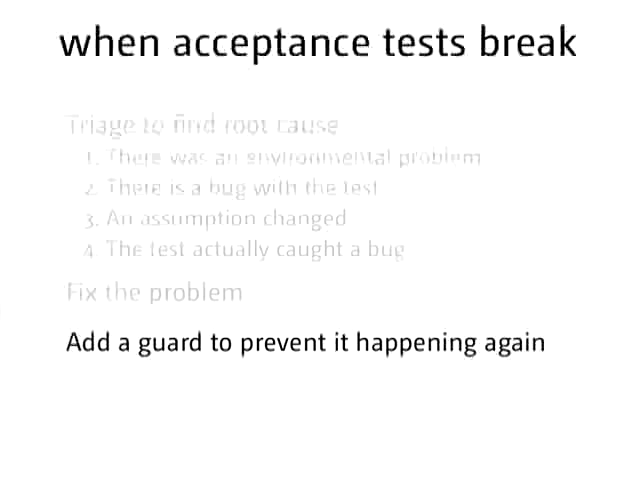 when acceptance tests break
Triage to find root cause
1. There was an environmental problem
2. There is a bug with the test
3. An assumption changed
4. The test actually caught a bug
Fix the problem
Add a guard to prevent it happening again